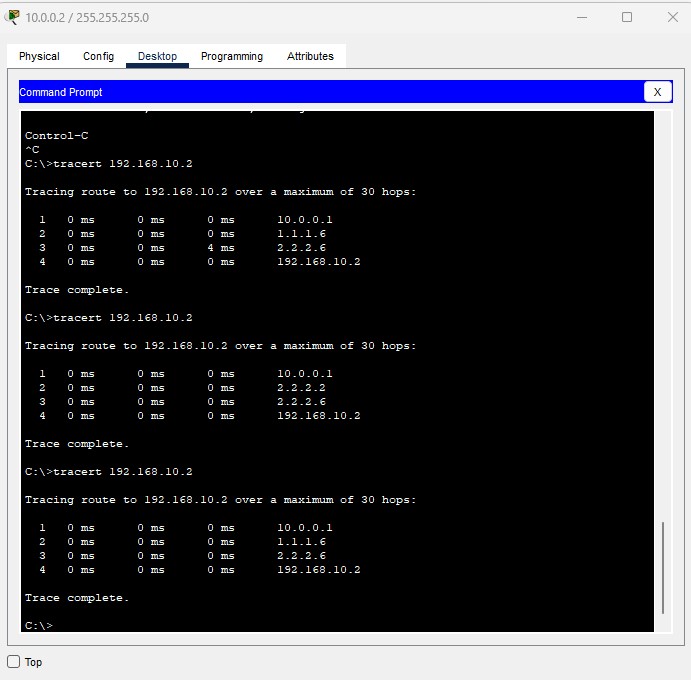 10.0.0.2 / 255.255.255.0
Physical Config Desktop Programming Attributes
Command Prompt
X
Control-C
^C
C:\>tracert 192.168.10.2
Tracing route to 192.168.10.2 over a maximum of 30 hops:
1 0 ms 0 ms 0 ms 10.0.0.1
2 0 ms 0 ms 0 ms 1.1.1.6
3 0 ms 0 ms 4 ms 2.2.2.6
4 0 ms 0 ms 0 ms 192.168.10.2
Trace complete.
C:\>tracert 192.168.10.2
Tracing route to 192.168.10.2 over a maximum of 30 hops:
1 0 ms 0 ms 0 ms 10.0.0.1
2 0 ms 0 ms 0 ms 2.2.2.2
3 0 ms 0 ms 0 ms 2.2.2.6
4 0 ms 0 ms 0 ms 192.168.10.2
Trace complete.
C:\>tracert 192.168.10.2
Tracing route to 192.168.10.2 over a maximum of 30 hops:
1 0 ms 0 ms 0 ms 10.0.0.1
2 0 ms 0 ms 0 ms 1.1.1.6
3 0 ms 0 ms 0 ms 2.2.2.6
4 0 ms 0 ms 0 ms 192.168.10.2
Trace complete.
C:\>
Top